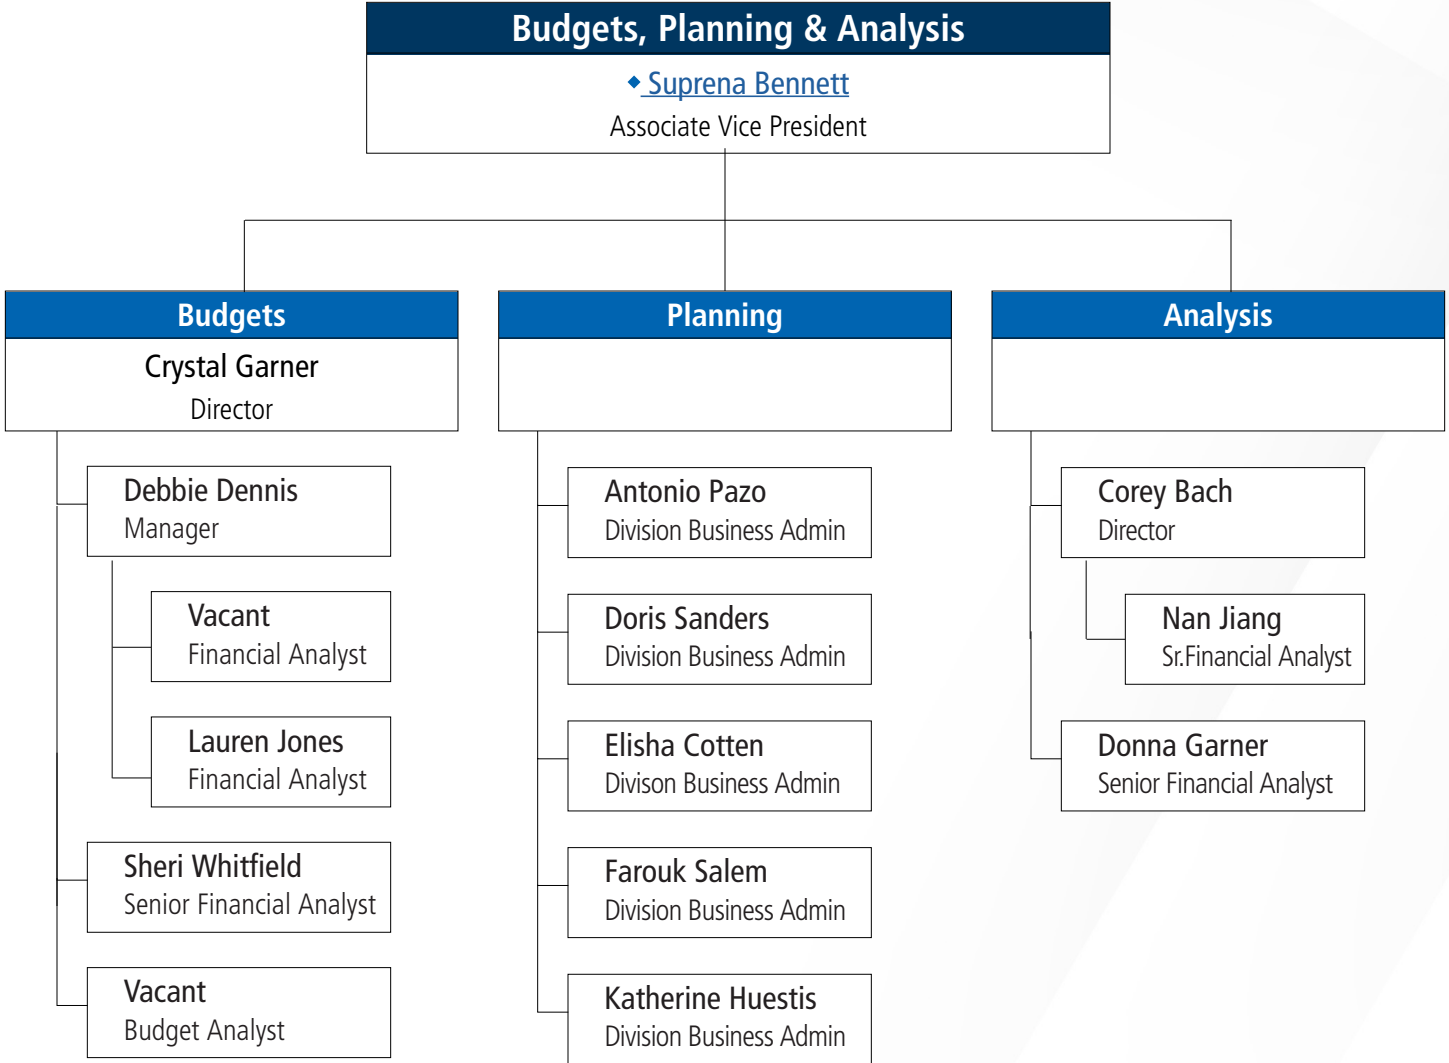 Budgets, Planning & Analysis
Suprena Bennett
Associate Vice President
Budgets
Crystal Garner
Director
Debbie Dennis
Manager
Vacant
Financial Analyst
Lauren Jones
Financial Analyst
Sheri Whitfield
Senior Financial Analyst
Vacant
Budget Analyst
Planning
Antonio Pazo
Division Business Admin
Doris Sanders
Division Business Admin
Elisha Cotten
Divison Business Admin
Farouk Salem
Division Business Admin
Katherine Huestis
Division Business Admin
Analysis
Corey Bach
Director
Nan Jiang
Sr.Financial Analyst
Donna Garner
Senior Financial Analyst